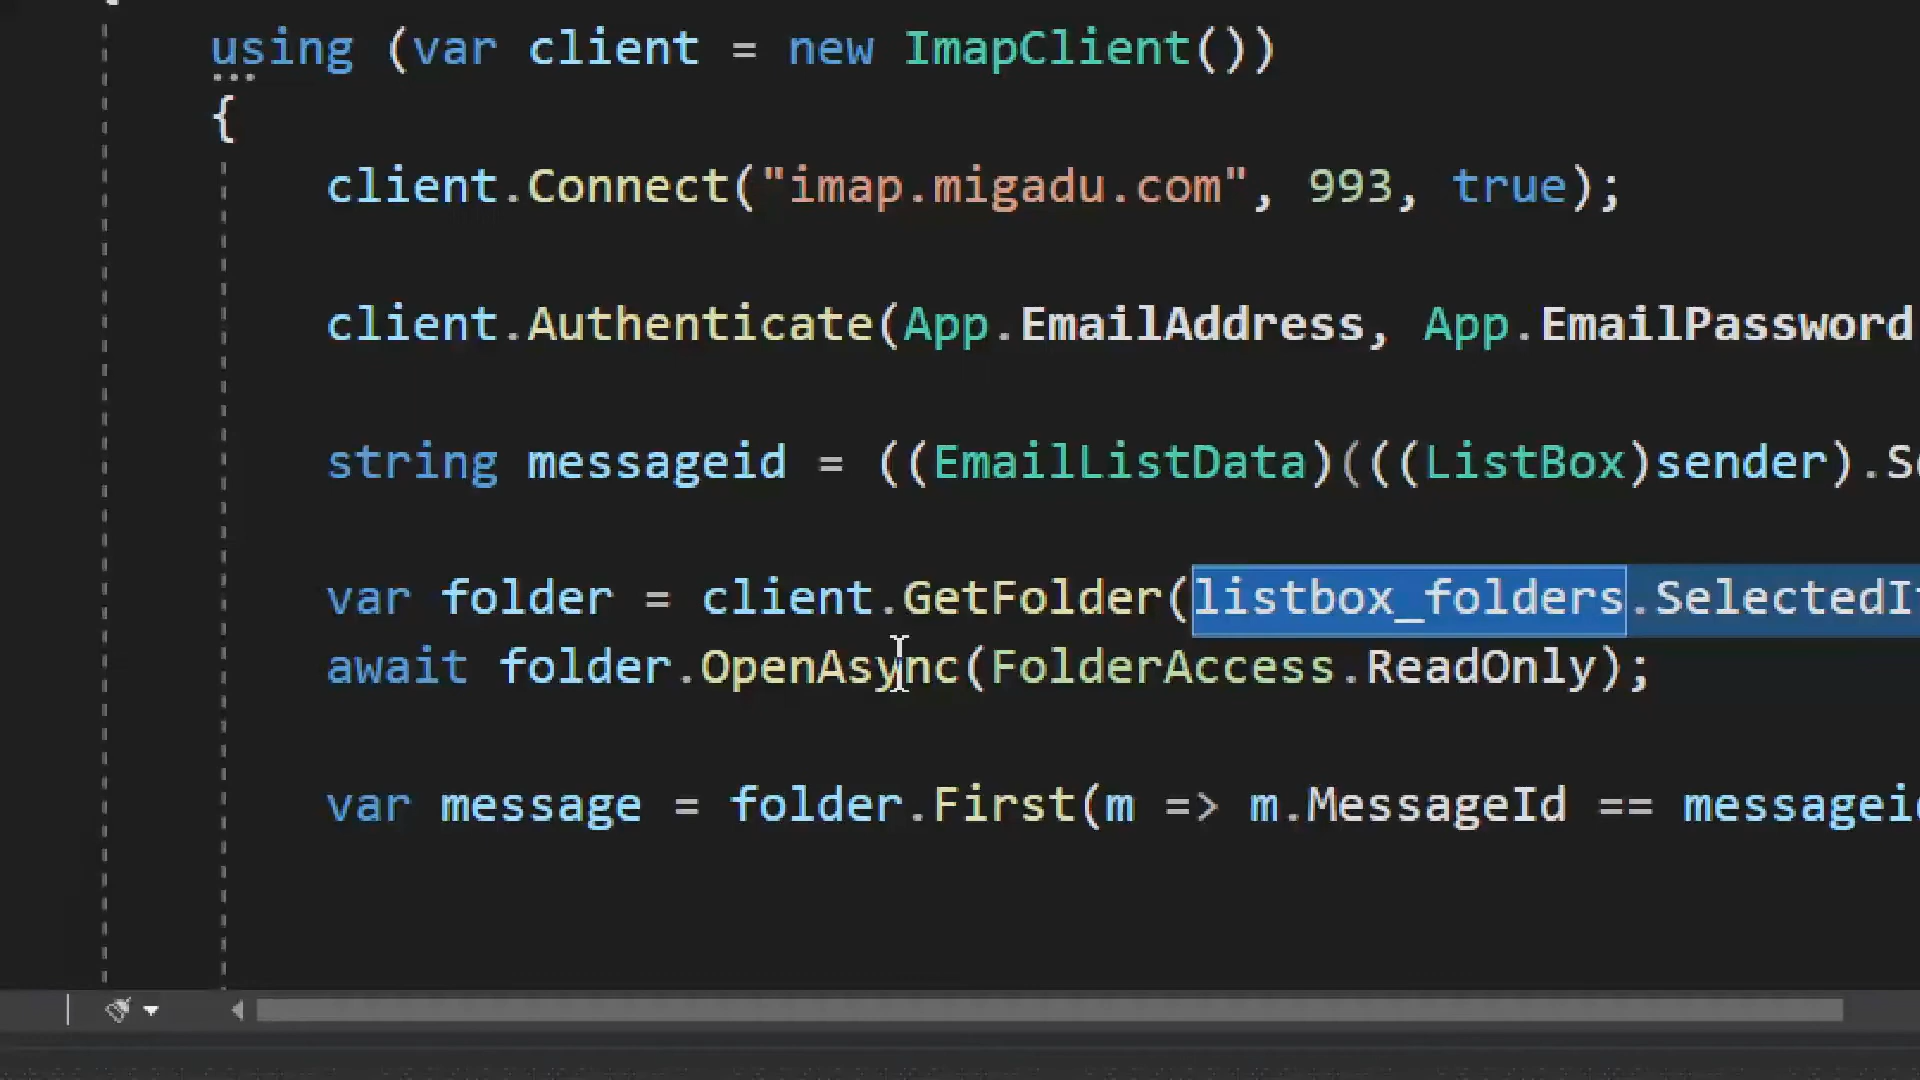 using (var client = new ImapClient())
{
client.Connect("imap.migadu.com", 993, true);
client.Authenticate(App.EmailAddress, App.EmailPassword
string messageid = ((EmailListData)(((ListBox)sender).S
var folder = client.GetFolder(listbox_folders.SelectedI
await folder.OpenAsync(FolderAccess.ReadOnly);
var message = folder.First(m => m.MessageId == messagei